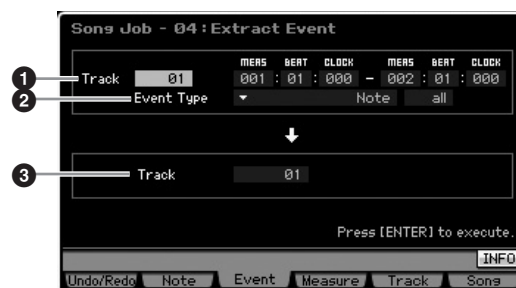 Song Job - 04:Extract Event
MEAS BEAT CLOCK MEAS BEAT CLOCK
1 Track 01 001 : 01 : 000 - 002 : 01 : 000
2 Event Type Note all
3 Track 01
Press [ENTER] to execute.
INFO
Undo/Redo Note Event Measure Track Song